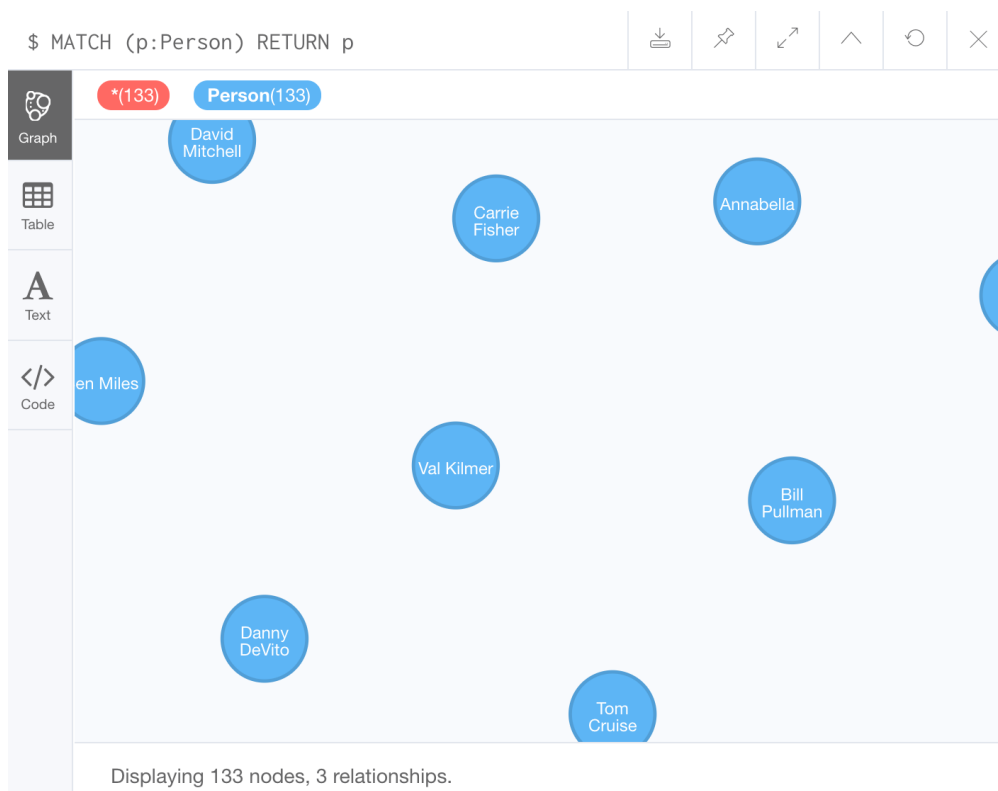 $ MATCH (p:Person) RETURN p
*(133) Person(133)
Graph
Table
Text
Code
David
Mitchell
Carrie
Fisher
Annabella
en Miles
Val Kilmer
Bill
Pullman
Danny
DeVito
Tom
Cruise
Displaying 133 nodes, 3 relationships.